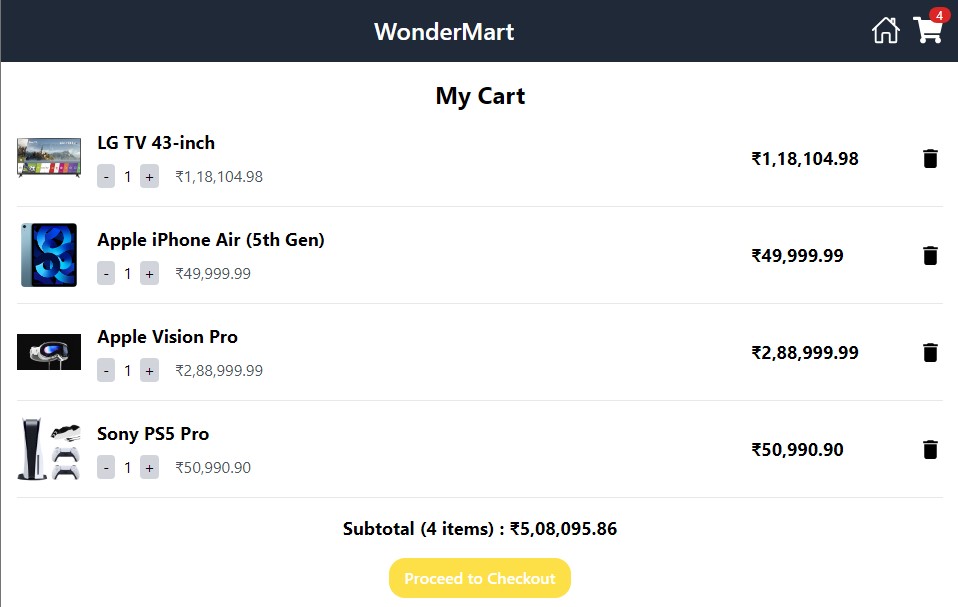 WonderMart
4
My Cart
LG TV 43-inch
- 1 + ₹1,18,104.98
₹1,18,104.98
Apple iPhone Air (5th Gen)
- 1 + ₹49,999.99
₹49,999.99
Apple Vision Pro
- 1 + ₹2,88,999.99
₹2,88,999.99
Sony PS5 Pro
- 1 + ₹50,990.90
₹50,990.90
Subtotal (4 items) : ₹5,08,095.86
Proceed to Checkout